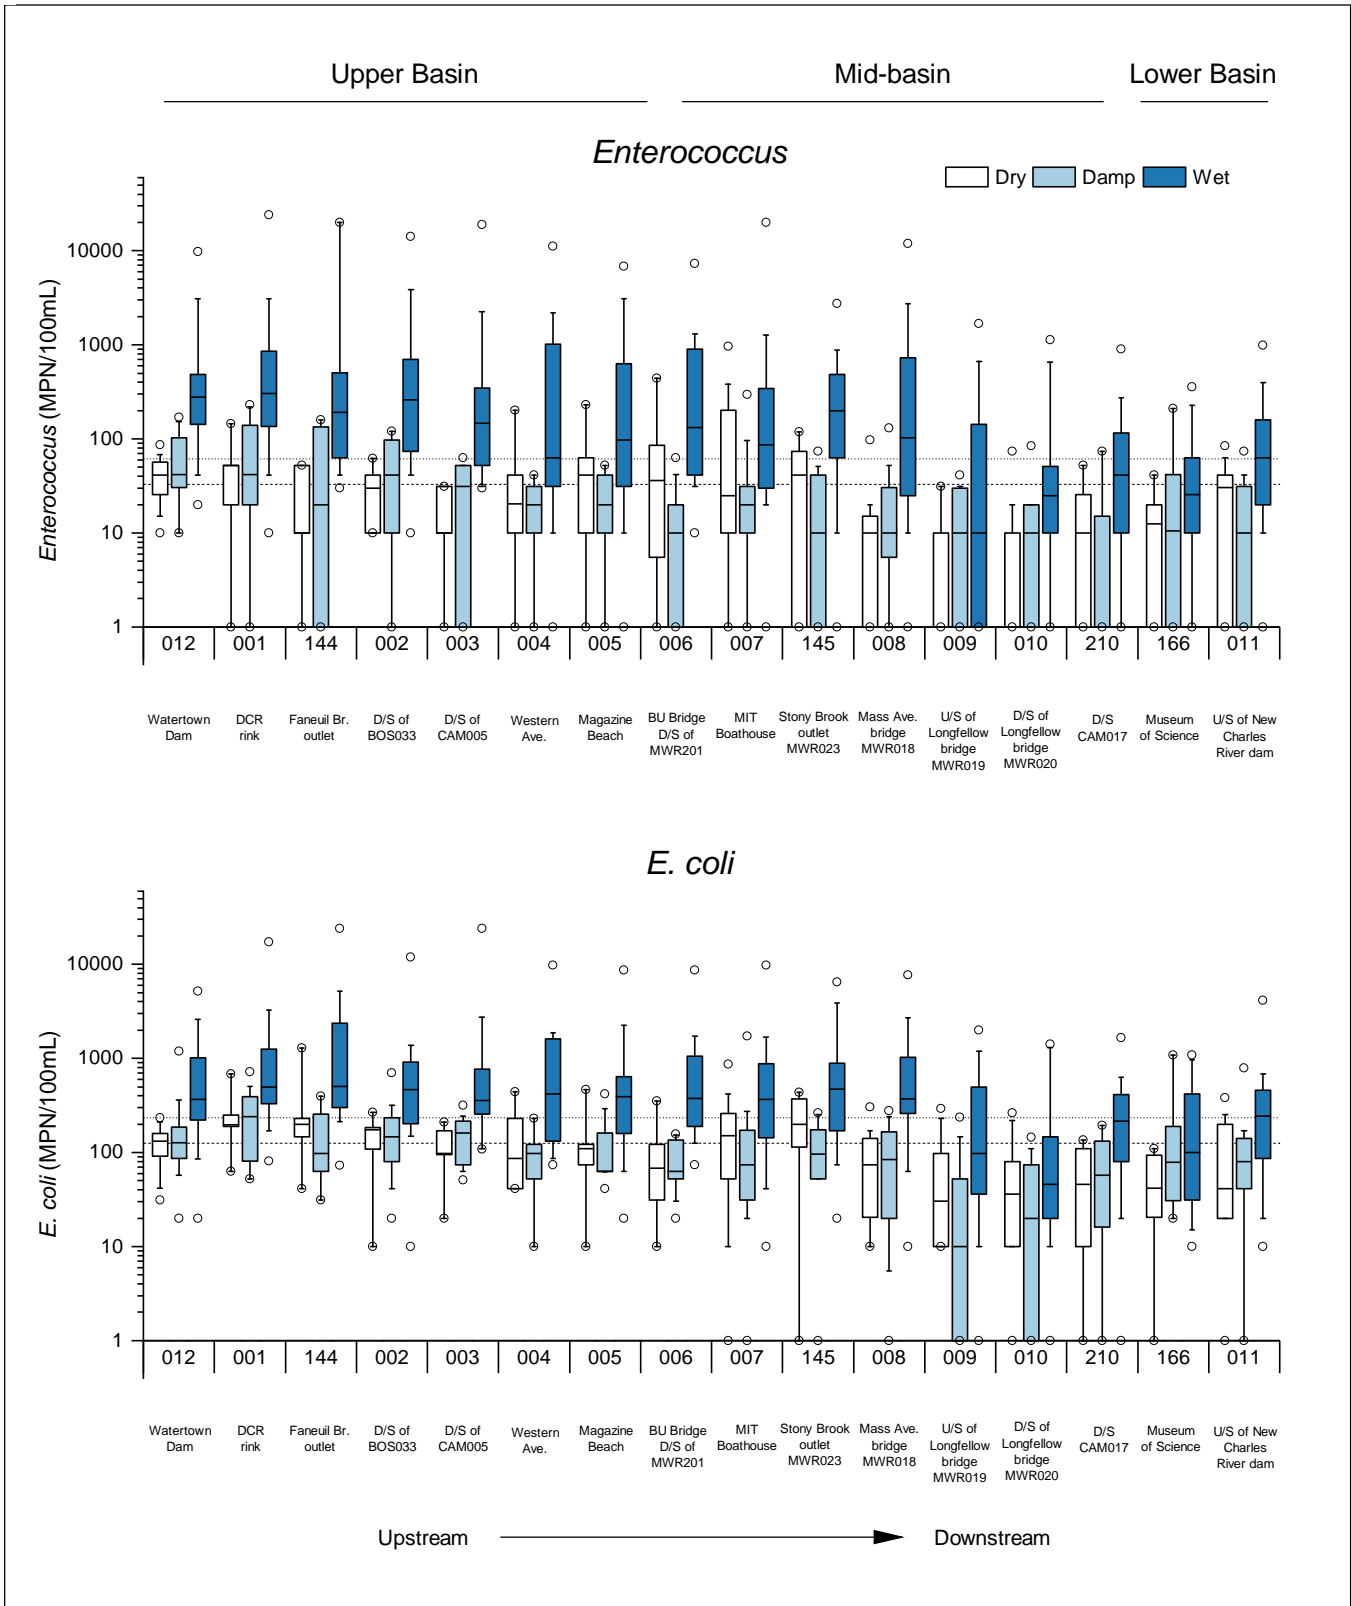 Upper Basin Mid-basin Lower Basin
Enterococcus
Dry Damp Wet
Enterococcus (MPN/100mL)
10000
1000
100
10
1
012 001 144 002 003 004 005 006 007 145 008 009 010 210 166 011
Watertown
Dam
DCR
rink
Faneuil Br.
outlet
D/S of
BOS033
D/S of
CAM005
Western
Ave.
Magazine
Beach
BU Bridge
D/S of
MWR201
MIT
Boathouse
Stony Brook
outlet
MWR023
Mass Ave.
bridge
MWR018
U/S of
Longfellow
bridge
MWR019
D/S of
Longfellow
bridge
MWR020
D/S
CAM017
Museum
of Science
U/S of New
Charles
River dam
E. coli
E. coli (MPN/100mL)
10000
1000
100
10
1
012 001 144 002 003 004 005 006 007 145 008 009 010 210 166 011
Watertown
Dam
DCR
rink
Faneuil Br.
outlet
D/S of
BOS033
D/S of
CAM005
Western
Ave.
Magazine
Beach
BU Bridge
D/S of
MWR201
MIT
Boathouse
Stony Brook
outlet
MWR023
Mass Ave.
bridge
MWR018
U/S of
Longfellow
bridge
MWR019
D/S of
Longfellow
bridge
MWR020
D/S
CAM017
Museum
of Science
U/S of New
Charles
River dam
Upstream Downstream